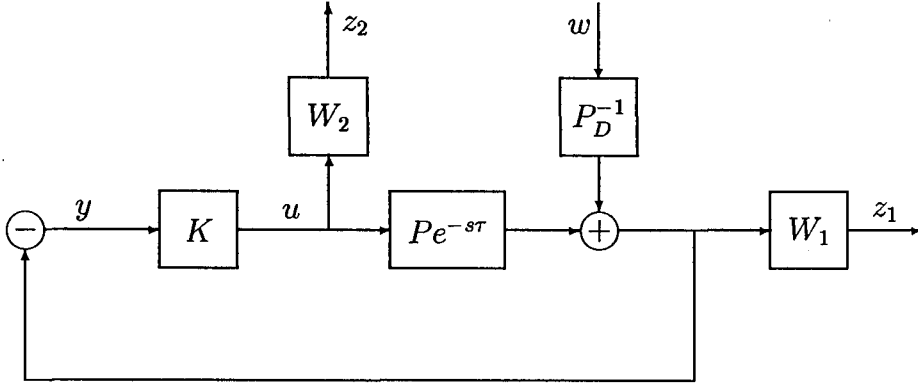 z₂
w
W₂
P_D^{-1}
y
K
u
Pe^{-sτ}
W₁
z₁
−
+